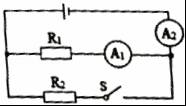 A₂
R₁ A₁
R₂ S